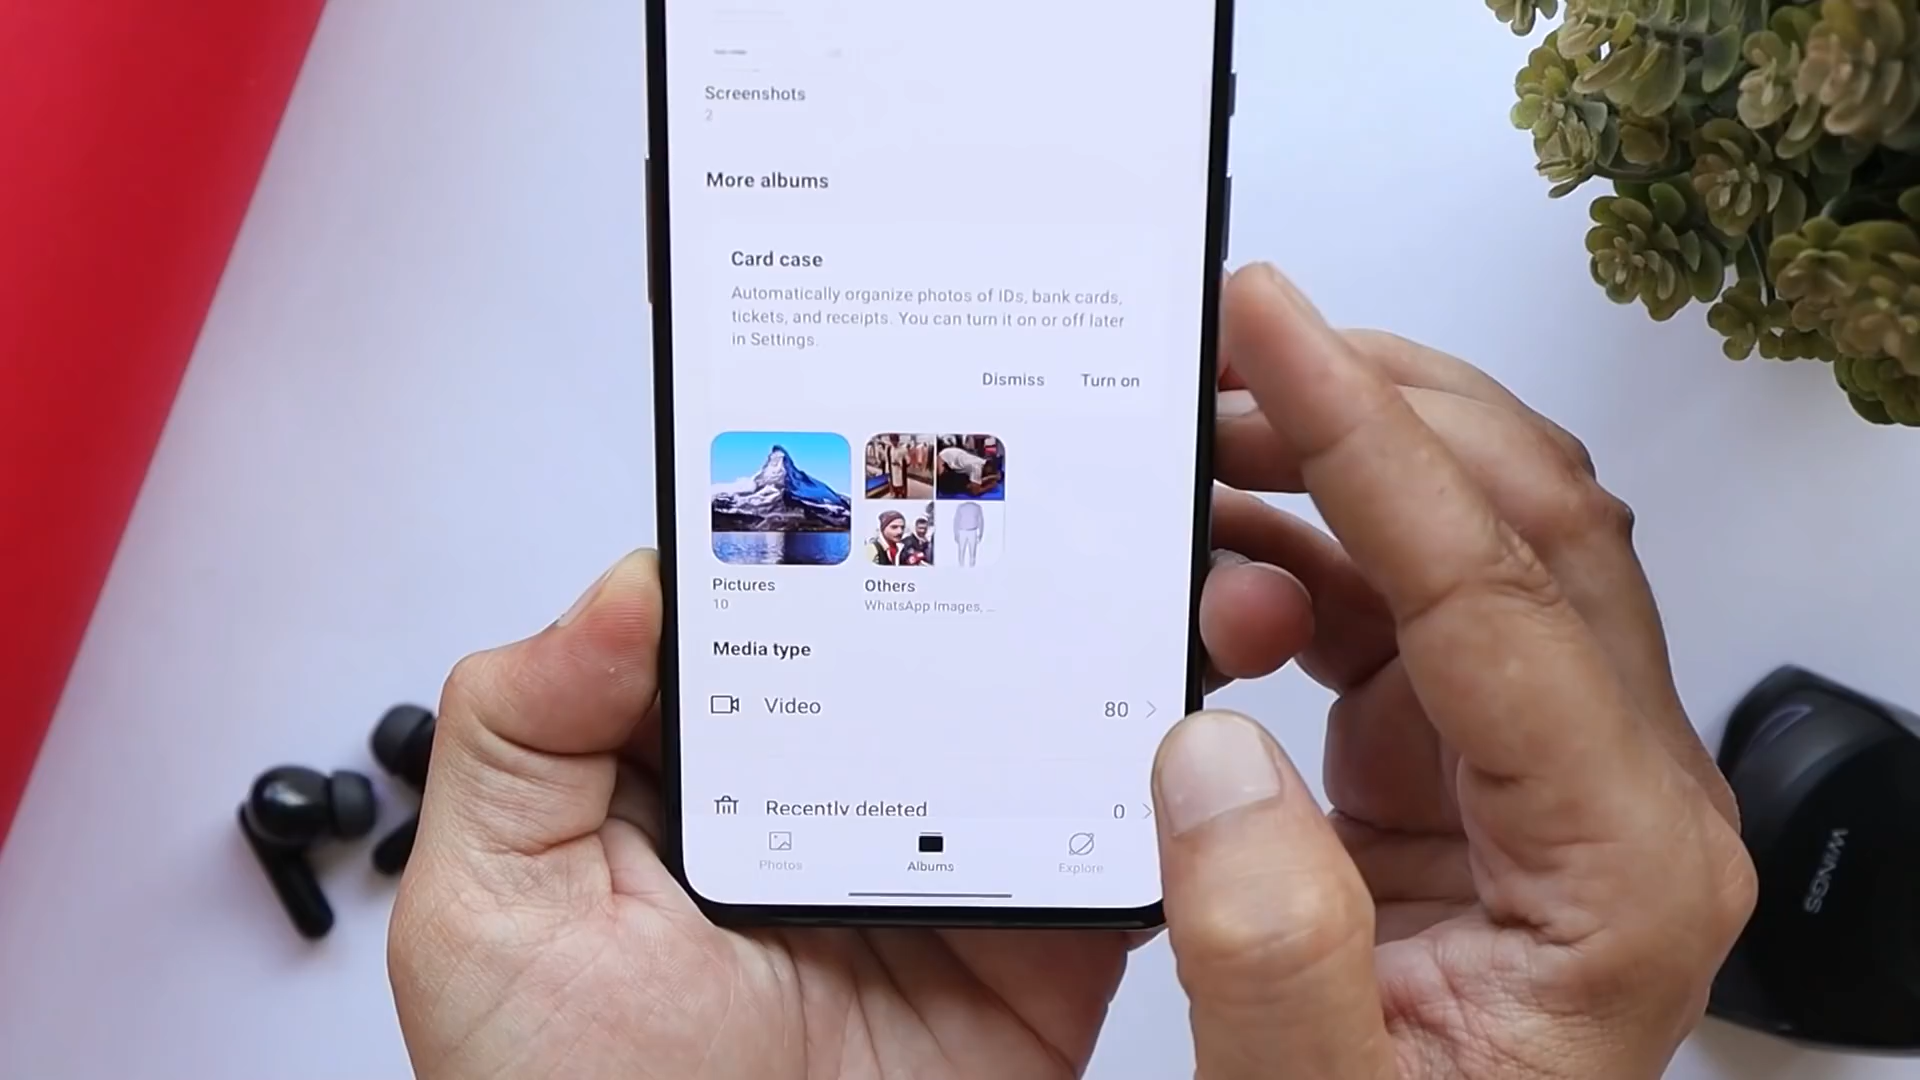 Screenshots
2
More albums
Card case
Automatically organize photos of IDs, bank cards,
tickets, and receipts. You can turn it on or off later
in Settings.
Dismiss Turn on
Pictures
10
Others
WhatsApp Images, ...
Media type
Video 80
Recently deleted 0
Photos Albums Explore
WINGS